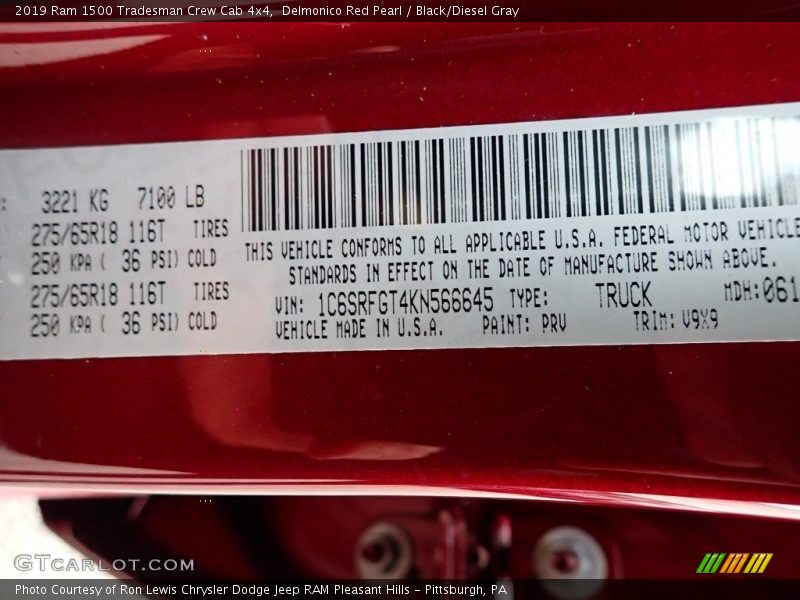 2019 Ram 1500 Tradesman Crew Cab 4x4, Delmonico Red Pearl / Black/Diesel Gray
3221 KG 7100 LB
275/65R18 116T TIRES
250 KPA ( 36 PSI) COLD
275/65R18 116T TIRES
250 KPA ( 36 PSI) COLD
THIS VEHICLE CONFORMS TO ALL APPLICABLE U.S.A. FEDERAL MOTOR VEHICLE
STANDARDS IN EFFECT ON THE DATE OF MANUFACTURE SHOWN ABOVE.
VIN: 1C6SRFGT4KN566645 TYPE: TRUCK MDH:061
VEHICLE MADE IN U.S.A. PAINT: PRV TRIM: V9X9
GTCARLOT.COM
Photo Courtesy of Ron Lewis Chrysler Dodge Jeep RAM Pleasant Hills - Pittsburgh, PA